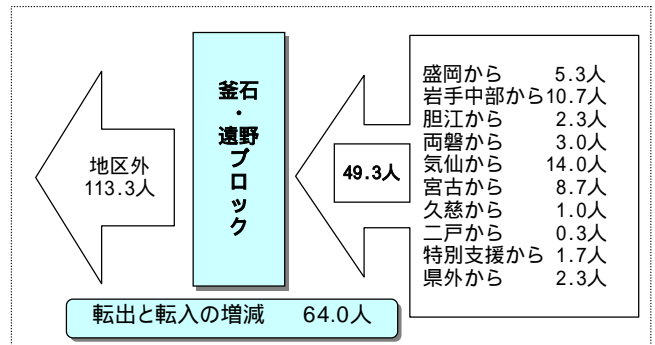 地区外
113.3人
釜石
・
遠野
ブ
ロ
ッ
ク
49.3人
盛岡から 5.3人
岩手中部から10.7人
胆江から 2.3人
両磐から 3.0人
気仙から 14.0人
宮古から 8.7人
久慈から 1.0人
二戸から 0.3人
特別支援から 1.7人
県外から 2.3人
転出と転入の増減 64.0人